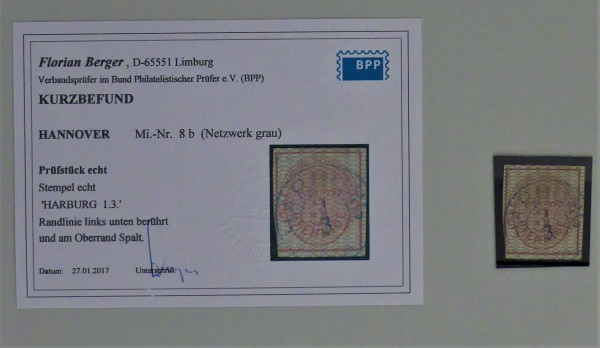 Florian Berger , D-65551 Limburg
Verbandsprüfer im Bund Philatelistischer Prüfer e.V. (BPP)
BPP
KURZBEFUND
HANNOVER Mi.-Nr. 8 b (Netzwerk grau)
Prüfstück echt
Stempel echt
'HARBURG 1.3.'
Randlinie links unten berührt
und am Oberrand Spalt.
Datum: 27.01.2017 Unterschrift: